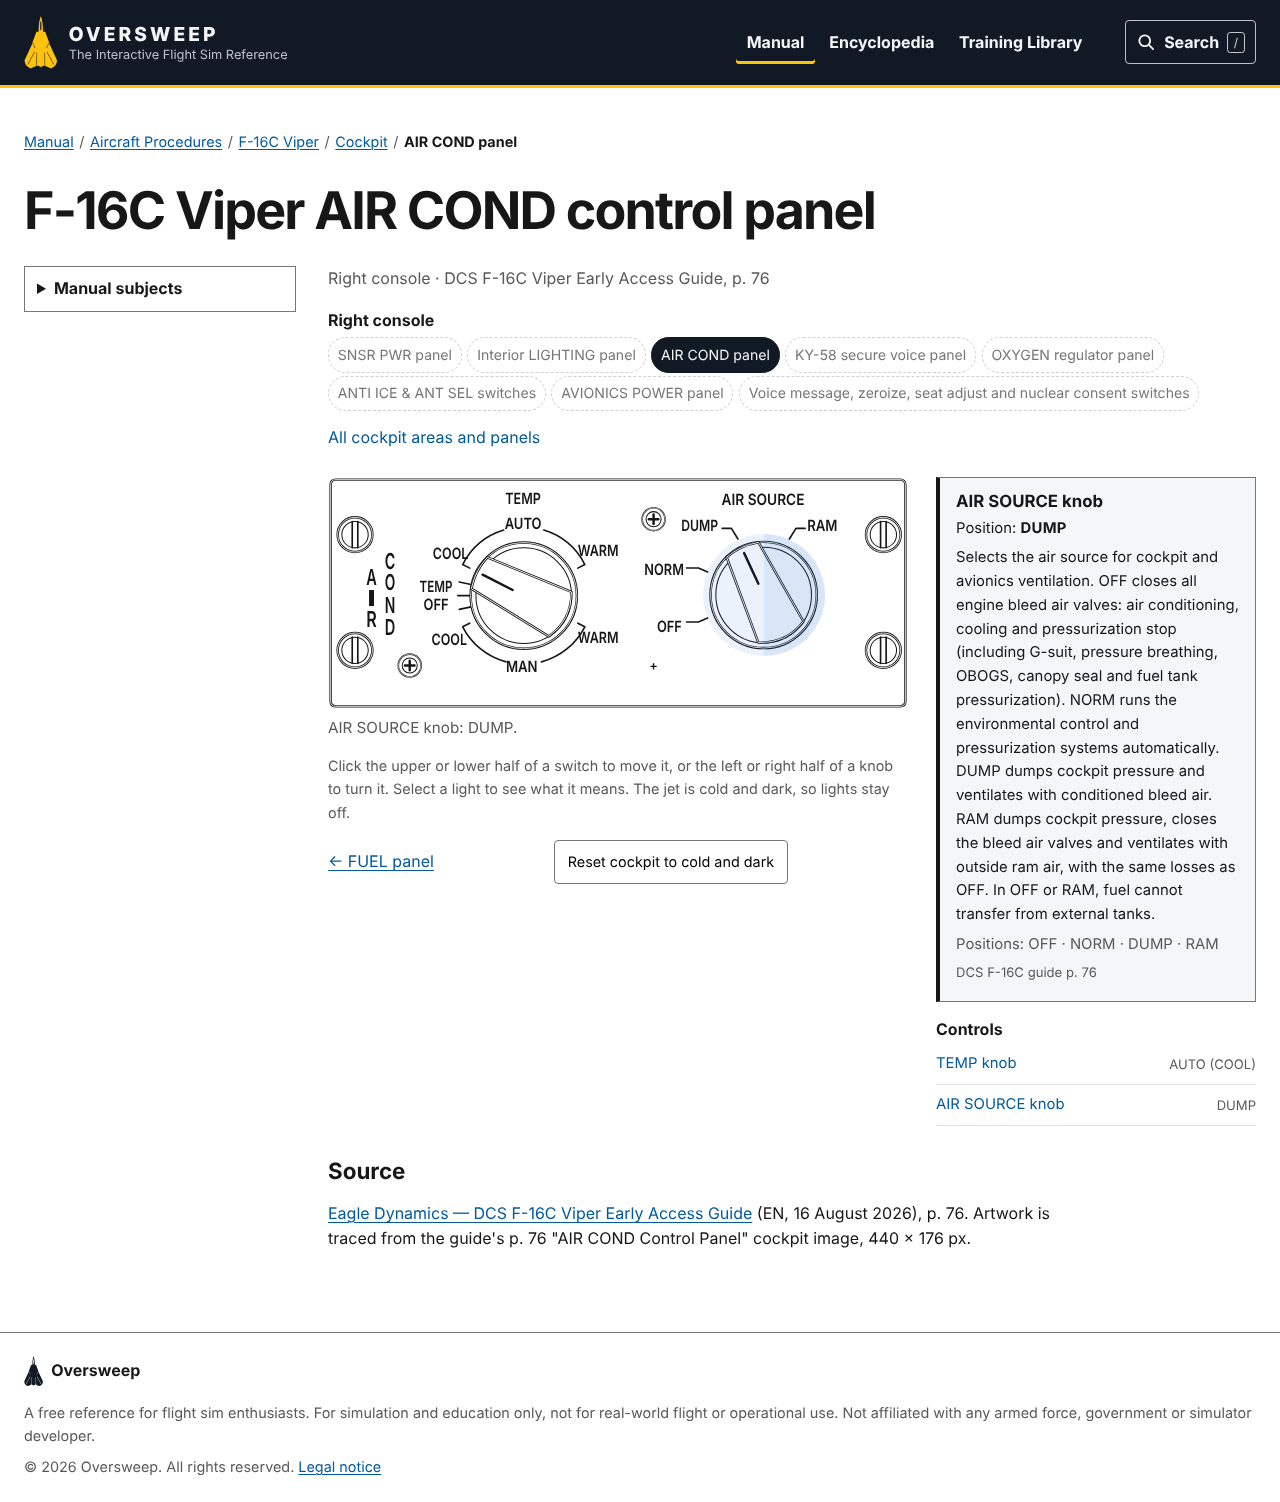 OVERSWEEP
The Interactive Flight Sim Reference
Manual
Encyclopedia
Training Library
Search /
Manual / Aircraft Procedures / F-16C Viper / Cockpit / AIR COND panel
F-16C Viper AIR COND control panel
Manual subjects
Right console · DCS F-16C Viper Early Access Guide, p. 76
Right console
SNSR PWR panel
Interior LIGHTING panel
AIR COND panel
KY-58 secure voice panel
OXYGEN regulator panel
ANTI ICE & ANT SEL switches
AVIONICS POWER panel
Voice message, zeroize, seat adjust and nuclear consent switches
All cockpit areas and panels
AIR
COND
TEMP
AUTO
COOL
WARM
TEMP
OFF
COOL
WARM
MAN
AIR SOURCE
DUMP
RAM
NORM
OFF
+
AIR SOURCE knob: DUMP.
Click the upper or lower half of a switch to move it, or the left or right half of a knob
to turn it. Select a light to see what it means. The jet is cold and dark, so lights stay
off.
← FUEL panel
Reset cockpit to cold and dark
AIR SOURCE knob
Position: DUMP
Selects the air source for cockpit and
avionics ventilation. OFF closes all
engine bleed air valves: air conditioning,
cooling and pressurization stop
(including G-suit, pressure breathing,
OBOGS, canopy seal and fuel tank
pressurization). NORM runs the
environmental control and
pressurization systems automatically.
DUMP dumps cockpit pressure and
ventilates with conditioned bleed air.
RAM dumps cockpit pressure, closes
the bleed air valves and ventilates with
outside ram air, with the same losses as
OFF. In OFF or RAM, fuel cannot
transfer from external tanks.
Positions: OFF · NORM · DUMP · RAM
DCS F-16C guide p. 76
Controls
TEMP knob AUTO (COOL)
AIR SOURCE knob DUMP
Source
Eagle Dynamics — DCS F-16C Viper Early Access Guide (EN, 16 August 2026), p. 76. Artwork is
traced from the guide's p. 76 "AIR COND Control Panel" cockpit image, 440 × 176 px.
Oversweep
A free reference for flight sim enthusiasts. For simulation and education only, not for real-world flight or operational use. Not affiliated with any armed force, government or simulator
developer.
© 2026 Oversweep. All rights reserved. Legal notice